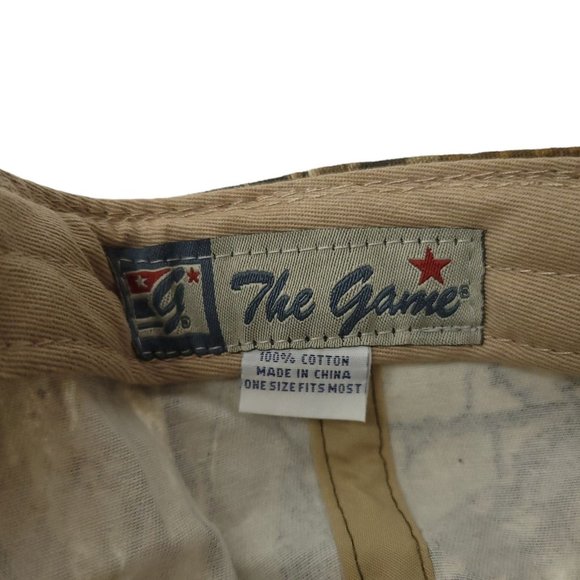 G
The Game®
100% COTTON
MADE IN CHINA
ONE SIZE FITS MOST